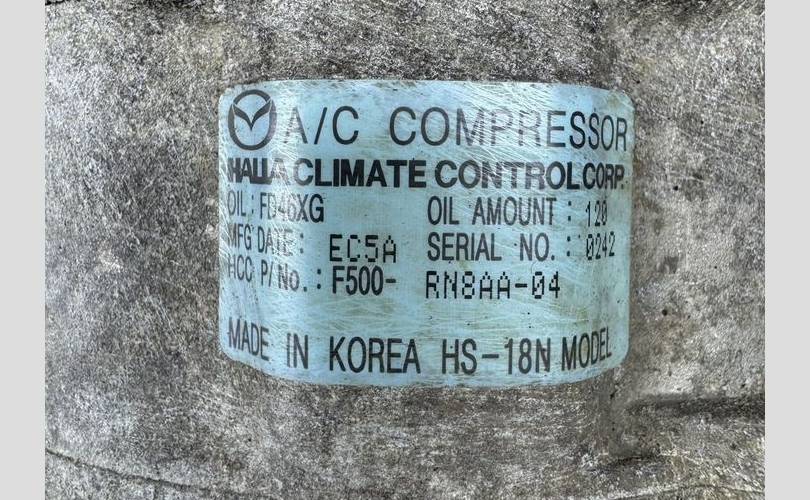 A/C COMPRESSOR
HALLA CLIMATE CONTROL CORP.
OIL : FD46XG OIL AMOUNT : 120
MFG DATE : EC5A SERIAL NO. : 0242
HCC P/No. : F500- RN8AA-04
MADE IN KOREA HS-18N MODEL